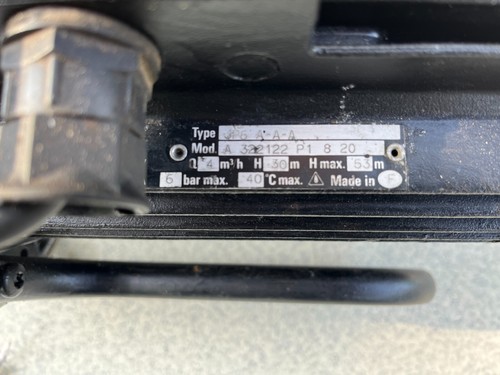 Type A-A-A
Mod. A 322122 P1 8 20
Q 4 m³/h H 30 m H max. 53 m
6 bar max. 40 °C max. Made in F